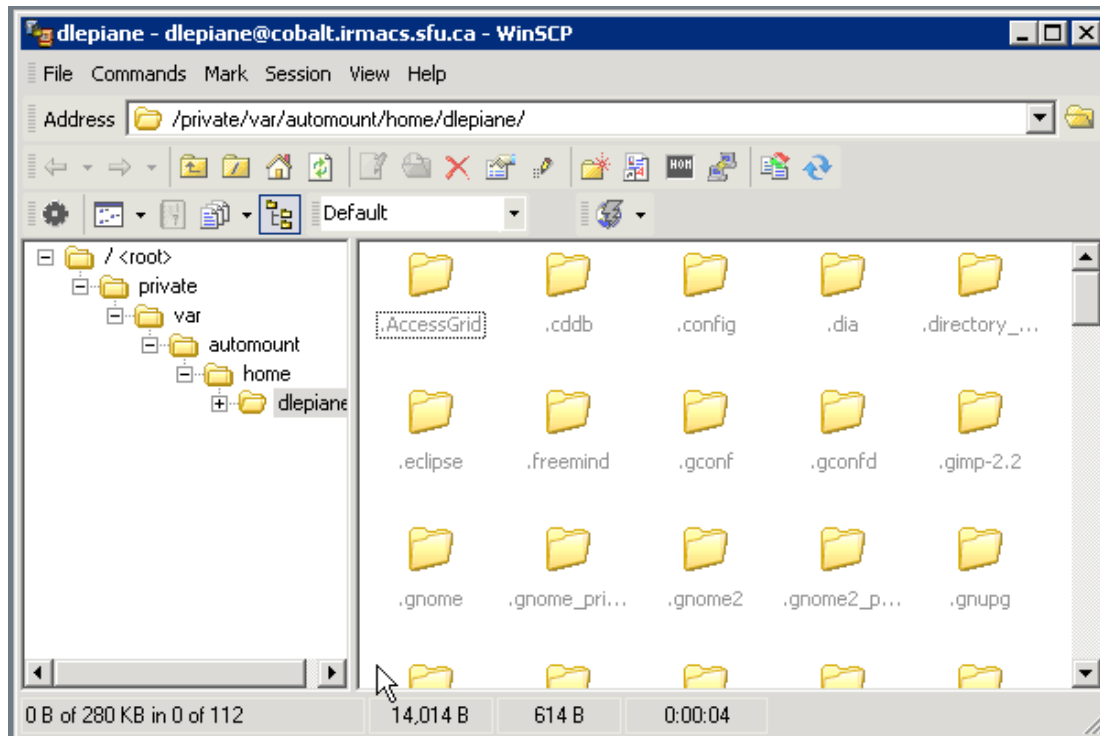 dlepiane - dlepiane@cobalt.irmacs.sfu.ca - WinSCP
File Commands Mark Session View Help
Address /private/var/automount/home/dlepiane/
Default
/ <root>
private
var
automount
home
dlepiane
.AccessGrid .cddb .config .dia .directory_...
.eclipse .freemind .gconf .gconfd .gimp-2.2
.gnome .gnome_pri... .gnome2 .gnome2_p... .gnupg
0 B of 280 KB in 0 of 112 14,014 B 614 B 0:00:04